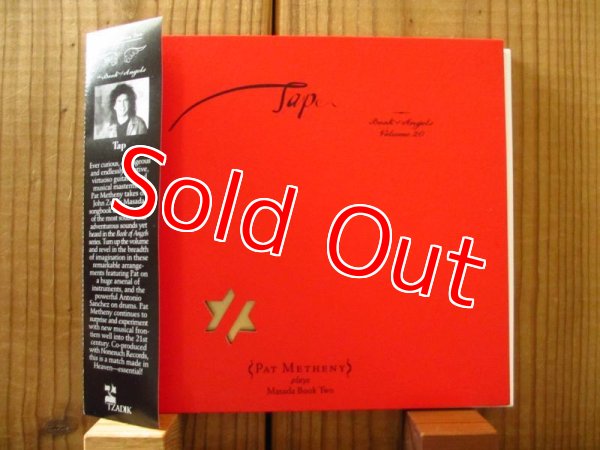 Book of Angels
Tap
Ever curious,
and endlessly
virtuoso
musical
Pat Metheny takes
John
songbook
of the most
adventurous sounds yet
heard in the Book of Angels
series. Turn up the volume
and revel in the breadth
of imagination in these
remarkable arrange-
ments featuring Pat on
a huge arsenal of
instruments, and the
powerful Antonio
Sanchez on drums. Pat
Metheny continues to
surprise and experiment
with new musical fron-
tiers well into the 21st
century. Co-produced
with Nonesuch Records,
this is a match made in
Heaven—essential!
TZADIK
Tap
Book of Angels
Volume 20
Sold Out
{PAT METHENY}
plays
Masada Book Two